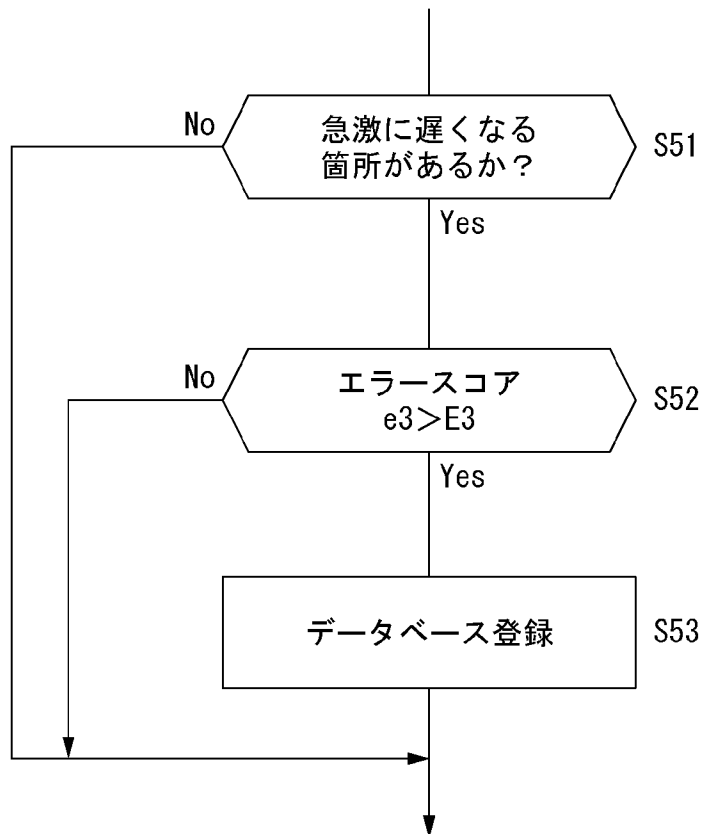 No
急激に遅くなる
箇所があるか？
S51
Yes
No
エラースコア
e3＞E3
S52
Yes
データベース登録
S53